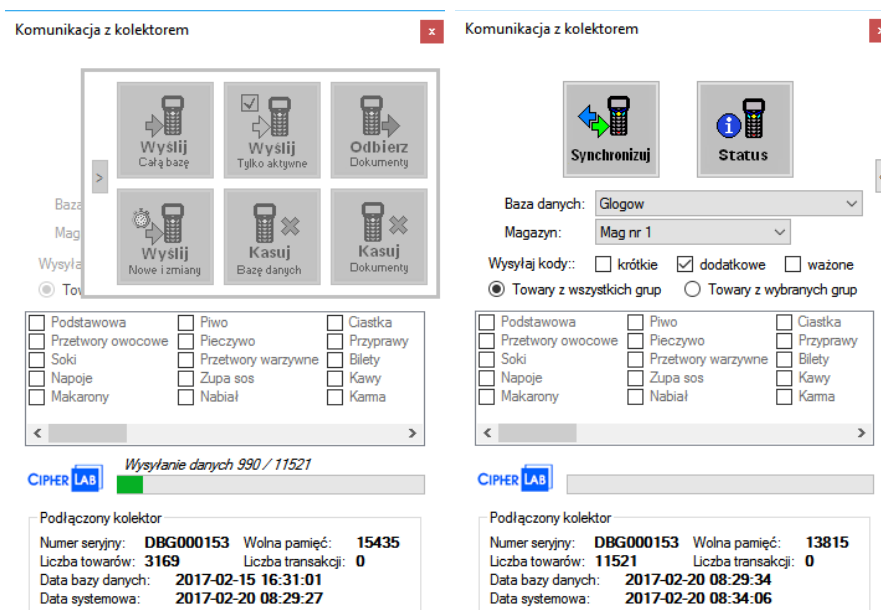 Komunikacja z kolektorem
x
Wyślij
Całą bazę
Wyślij
Tylko aktywne
Odbierz
Dokumenty
>
Wyślij
Nowe i zmiany
Kasuj
Bazę danych
Kasuj
Dokumenty
Baza
Mag
Wysyła
Tow
Podstawowa Piwo Ciastka
Przetwory owocowe Pieczywo Przyprawy
Soki Przetwory warzywne Bilety
Napoje Zupa sos Kawy
Makarony Nabiał Karma
Wysyłanie danych 990 / 11521
CIPHER LAB
Podłączony kolektor
Numer seryjny: DBG000153 Wolna pamięć: 15435
Liczba towarów: 3169 Liczba transakcji: 0
Data bazy danych: 2017-02-15 16:31:01
Data systemowa: 2017-02-20 08:29:27
Komunikacja z kolektorem
x
Synchronizuj
Status
Baza danych: Glogow
Magazyn: Mag nr 1
Wysyłaj kody:: krótkie dodatkowe ważone
Towary z wszystkich grup Towary z wybranych grup
Podstawowa Piwo Ciastka
Przetwory owocowe Pieczywo Przyprawy
Soki Przetwory warzywne Bilety
Napoje Zupa sos Kawy
Makarony Nabiał Karma
CIPHER LAB
Podłączony kolektor
Numer seryjny: DBG000153 Wolna pamięć: 13815
Liczba towarów: 11521 Liczba transakcji: 0
Data bazy danych: 2017-02-20 08:29:34
Data systemowa: 2017-02-20 08:34:06